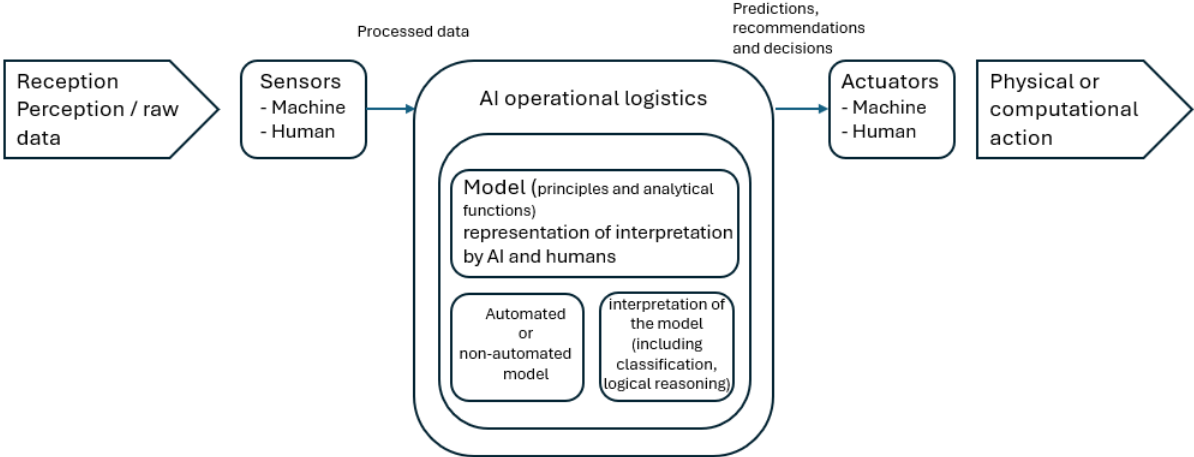 Reception
Perception / raw
data
Sensors
- Machine
- Human
Processed data
AI operational logistics
Model (principles and analytical
functions)
representation of interpretation
by AI and humans
Automated
or
non-automated
model
interpretation of
the model
(including
classification,
logical reasoning)
Predictions,
recommendations
and decisions
Actuators
- Machine
- Human
Physical or
computational
action